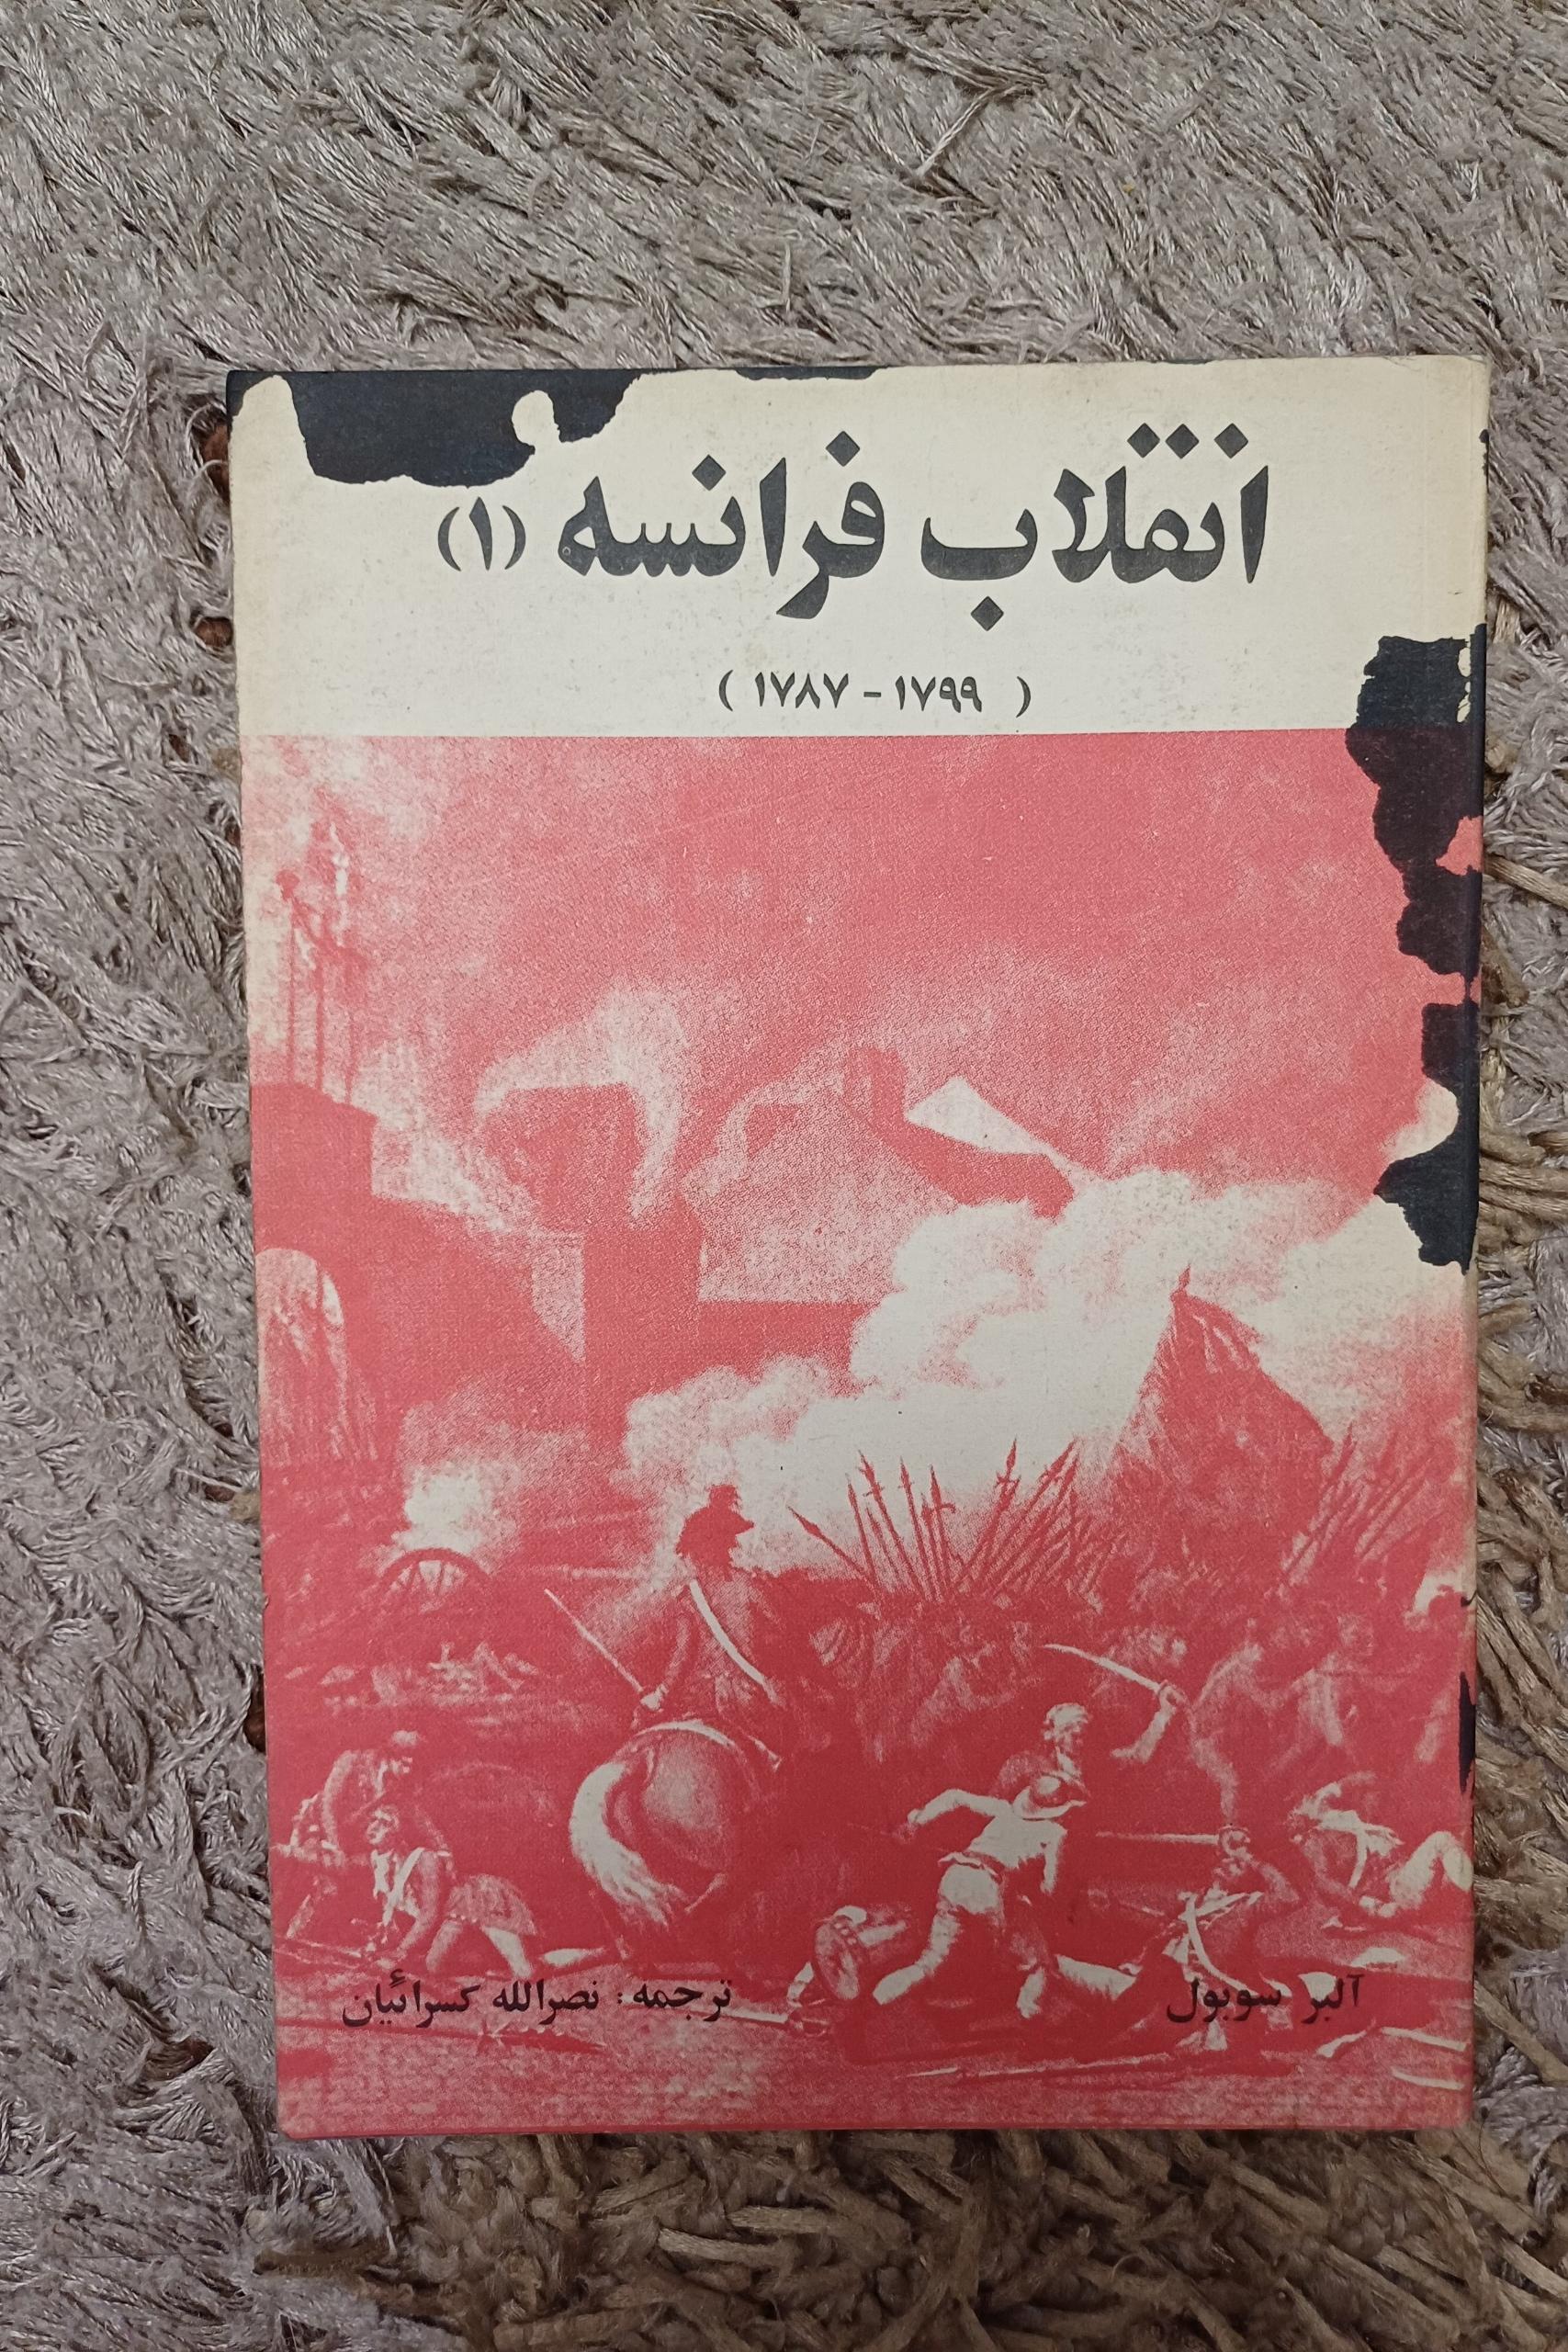 انقلاب فرانسه (۱)
( ۱۷۸۷ - ۱۷۹۹ )
آلبر سوبول
ترجمه: نصرالله کسرائیان